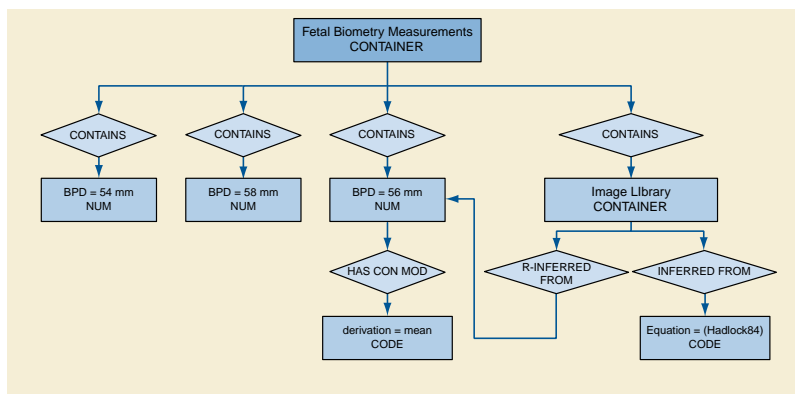 Fetal Biometry Measurements
CONTAINER
CONTAINS
CONTAINS
CONTAINS
CONTAINS
BPD = 54 mm
NUM
BPD = 58 mm
NUM
BPD = 56 mm
NUM
Image LIbrary
CONTAINER
HAS CON MOD
R-INFERRED
FROM
INFERRED FROM
derivation = mean
CODE
Equation = (Hadlock84)
CODE